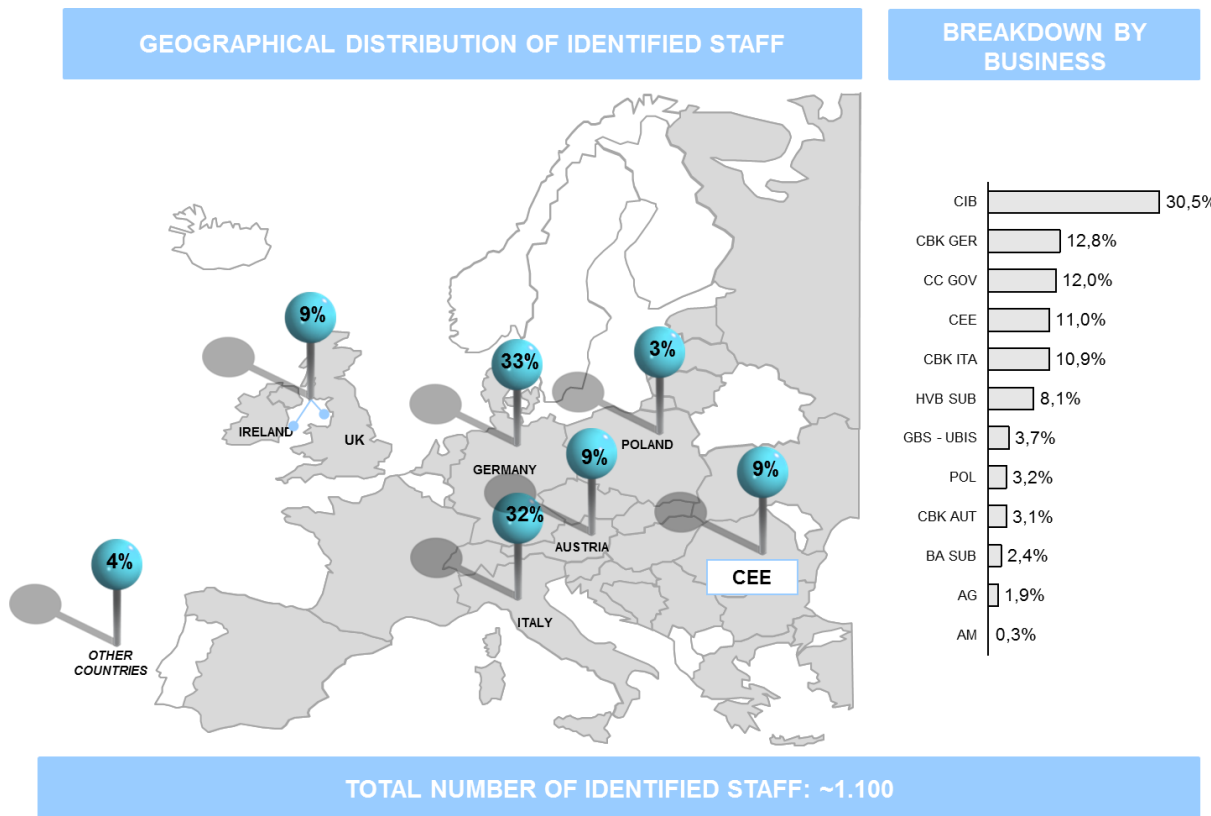 GEOGRAPHICAL DISTRIBUTION OF IDENTIFIED STAFF
BREAKDOWN BY
BUSINESS
9%
IRELAND
UK
33%
GERMANY
3%
POLAND
9%
AUSTRIA
9%
CEE
32%
ITALY
4%
OTHER
COUNTRIES
CIB 30,5%
CBK GER 12,8%
CC GOV 12,0%
CEE 11,0%
CBK ITA 10,9%
HVB SUB 8,1%
GBS - UBIS 3,7%
POL 3,2%
CBK AUT 3,1%
BA SUB 2,4%
AG 1,9%
AM 0,3%
TOTAL NUMBER OF IDENTIFIED STAFF: ~1.100